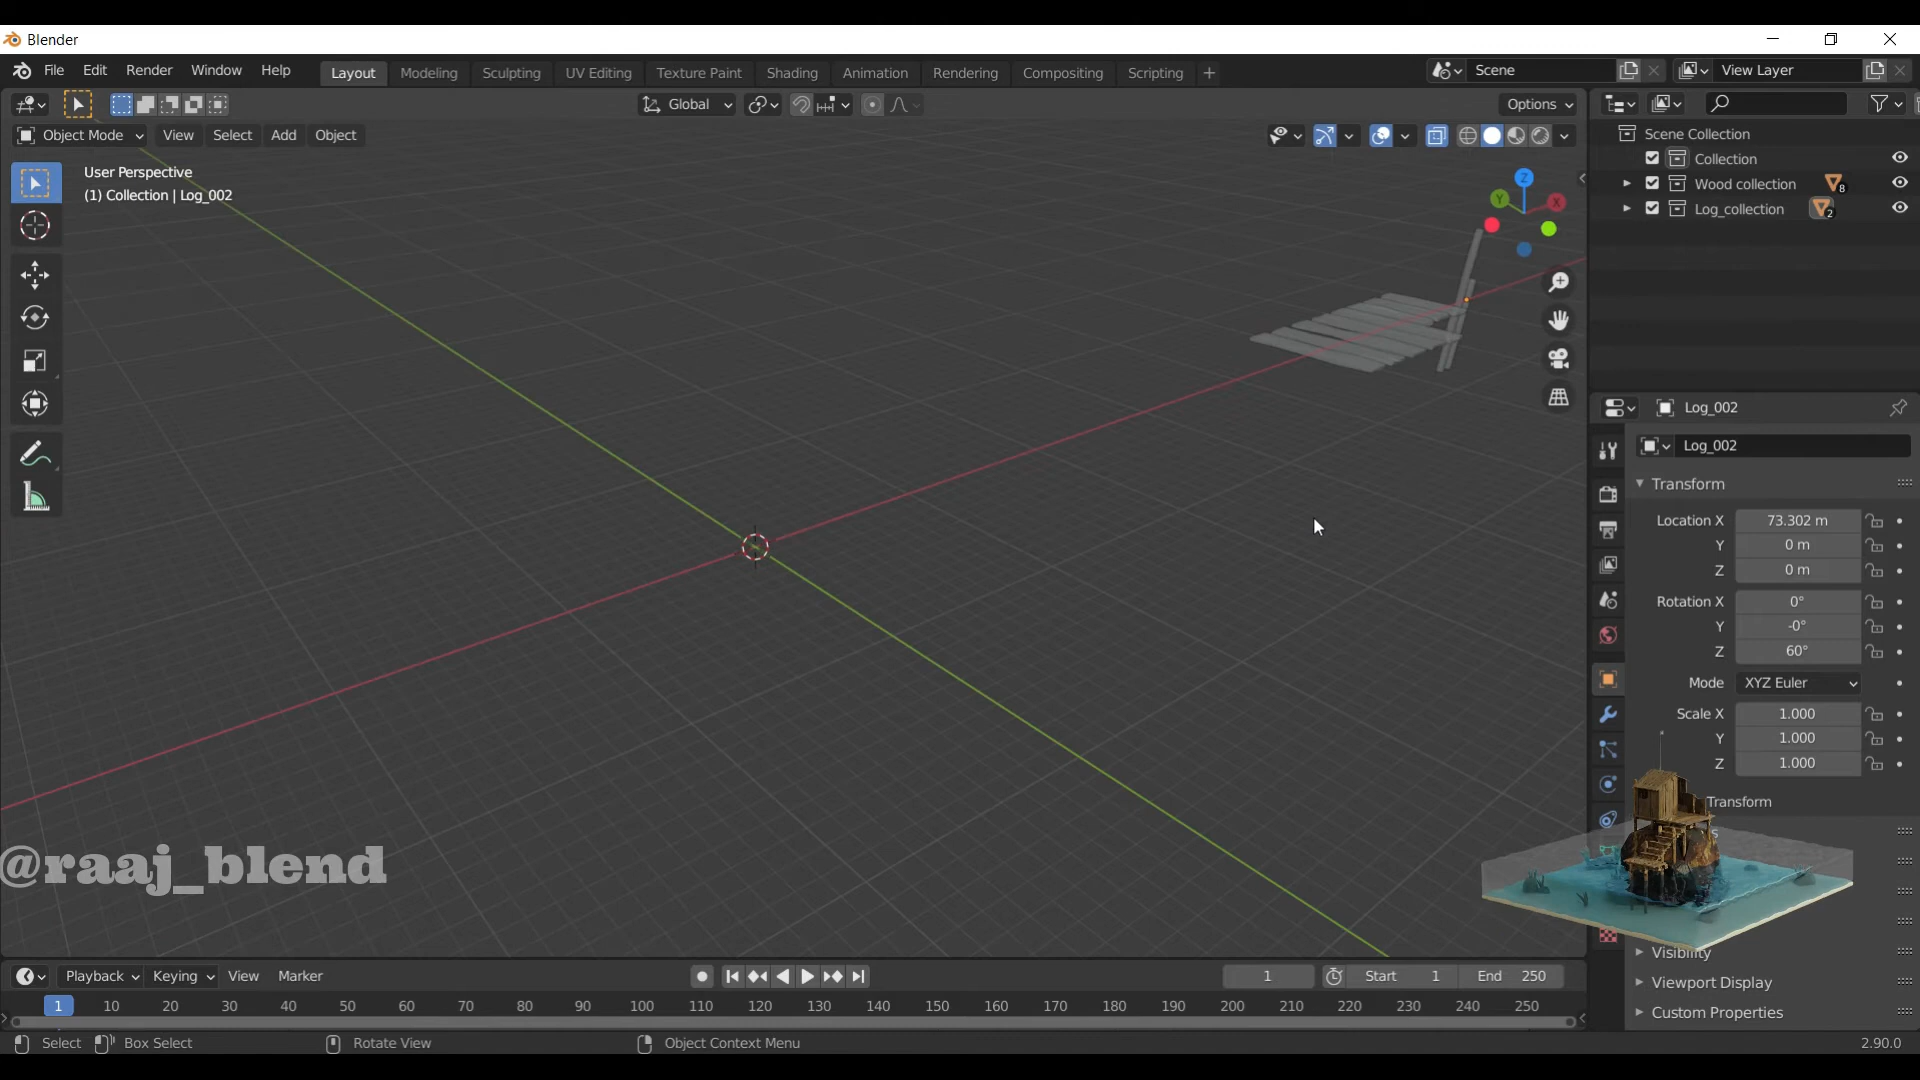 Blender
File Edit Render Window Help Layout Modeling Sculpting UV Editing Texture Paint Shading Animation Rendering Compositing Scripting + Scene View Layer
Global Options
Object Mode View Select Add Object
User Perspective
(1) Collection | Log_002
Z
Y
X
Scene Collection
Collection
Wood collection 8
Log_collection 2
Log_002
Log_002
Transform
Location X 73.302 m
Y 0 m
Z 0 m
Rotation X 0°
Y -0°
Z 60°
Mode XYZ Euler
Scale X 1.000
Y 1.000
Z 1.000
Transform
Visibility
Viewport Display
Custom Properties
@raaj_blend
Playback Keying View Marker 1 Start 1 End 250
1 10 20 30 40 50 60 70 80 90 100 110 120 130 140 150 160 170 180 190 200 210 220 230 240 250
Select Box Select Rotate View Object Context Menu 2.90.0